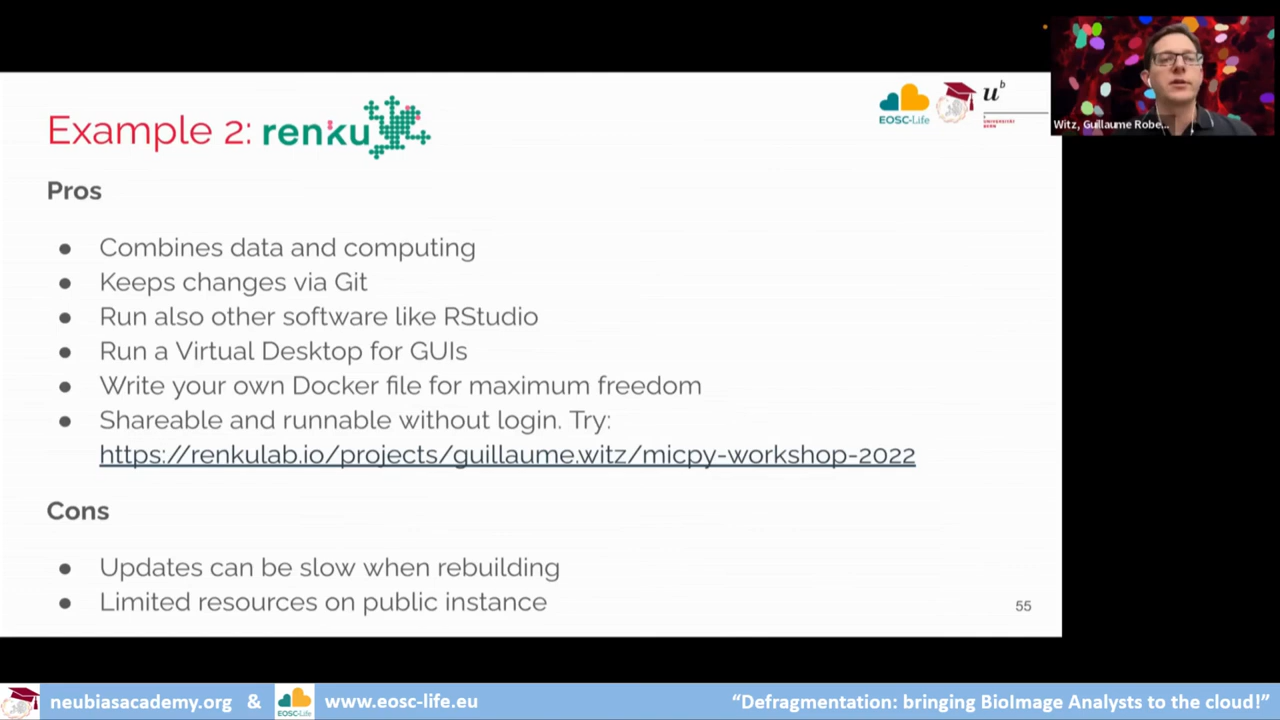 Example 2: renku
EOSC-Life
u^b
UNIVERSITÄT
BERN
Witz, Guillaume Robe...
Pros
● Combines data and computing
● Keeps changes via Git
● Run also other software like RStudio
● Run a Virtual Desktop for GUIs
● Write your own Docker file for maximum freedom
● Shareable and runnable without login. Try:
https://renkulab.io/projects/guillaume.witz/micpy-workshop-2022
Cons
● Updates can be slow when rebuilding
● Limited resources on public instance
55
neubiasacademy.org & EOSC-Life www.eosc-life.eu “Defragmentation: bringing BioImage Analysts to the cloud!”